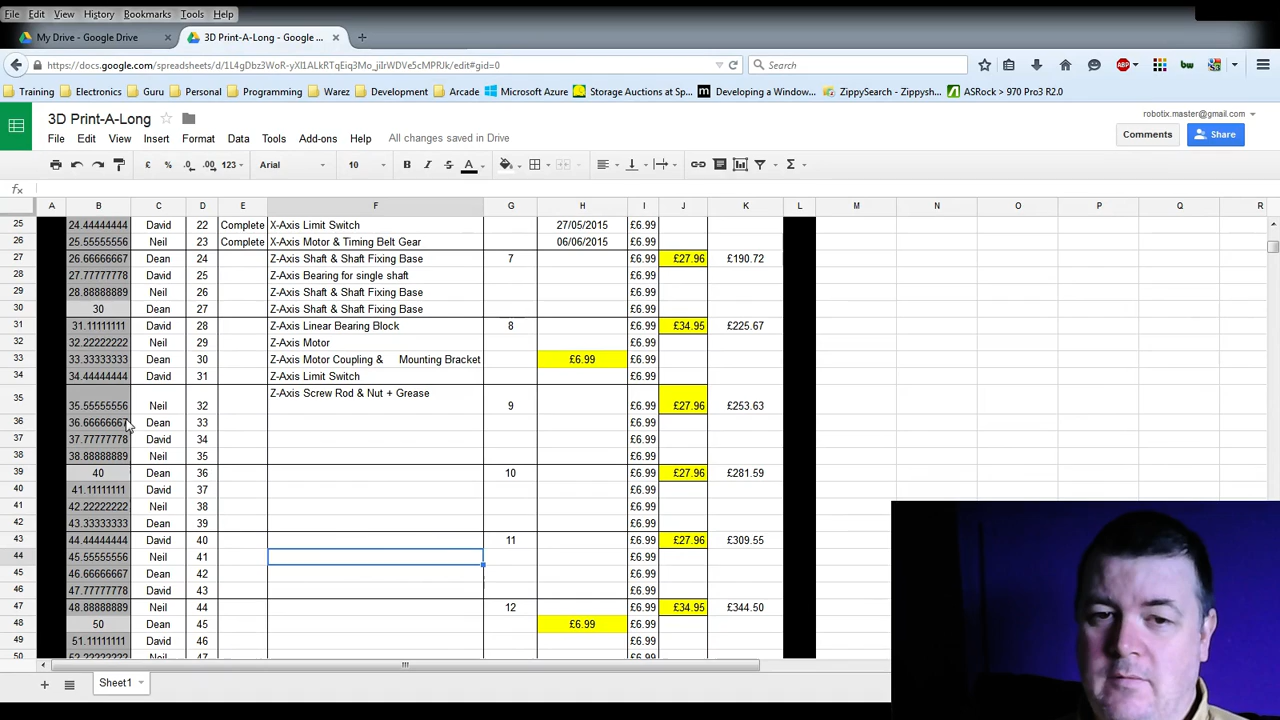 File Edit View History Bookmarks Tools Help
My Drive - Google Drive × 3D Print-A-Long - Google ... × +
https://docs.google.com/spreadsheets/d/1L4gDbz3WoR-yXl1ALkRTqEiq3Mo_jIrWDVe5cMPRJk/edit#gid=0 Search ABP bw
Training Electronics Guru Personal Programming Warez Development Arcade Microsoft Azure Storage Auctions at Sp... m Developing a Window... ZippySearch - Zippysh... ASRock > 970 Pro3 R2.0
3D Print-A-Long robotix.master@gmail.com
File Edit View Insert Format Data Tools Add-ons Help All changes saved in Drive Comments Share
£ % .0 .00 123 Arial 10 B I S A Σ
fx
A B C D E F G H I J K L M N O P Q R
25 24.44444444 David 22 Complete X-Axis Limit Switch 27/05/2015 £6.99
26 25.55555556 Neil 23 Complete X-Axis Motor & Timing Belt Gear 06/06/2015 £6.99
27 26.66666667 Dean 24 Z-Axis Shaft & Shaft Fixing Base 7 £6.99 £27.96 £190.72
28 27.77777778 David 25 Z-Axis Bearing for single shaft £6.99
29 28.88888889 Neil 26 Z-Axis Shaft & Shaft Fixing Base £6.99
30 30 Dean 27 Z-Axis Shaft & Shaft Fixing Base £6.99
31 31.11111111 David 28 Z-Axis Linear Bearing Block 8 £6.99 £34.95 £225.67
32 32.22222222 Neil 29 Z-Axis Motor £6.99
33 33.33333333 Dean 30 Z-Axis Motor Coupling & Mounting Bracket £6.99 £6.99
34 34.44444444 David 31 Z-Axis Limit Switch £6.99
35 35.55555556 Neil 32 Z-Axis Screw Rod & Nut + Grease 9 £6.99 £27.96 £253.63
36 36.66666667 Dean 33 £6.99
37 37.77777778 David 34 £6.99
38 38.88888889 Neil 35 £6.99
39 40 Dean 36 10 £6.99 £27.96 £281.59
40 41.11111111 David 37 £6.99
41 42.22222222 Neil 38 £6.99
42 43.33333333 Dean 39 £6.99
43 44.44444444 David 40 11 £6.99 £27.96 £309.55
44 45.55555556 Neil 41 £6.99
45 46.66666667 Dean 42 £6.99
46 47.77777778 David 43 £6.99
47 48.88888889 Neil 44 12 £6.99 £34.95 £344.50
48 50 Dean 45 £6.99 £6.99
49 51.11111111 David 46 £6.99
50 52.22222222 Neil 47 £6.99
Sheet1